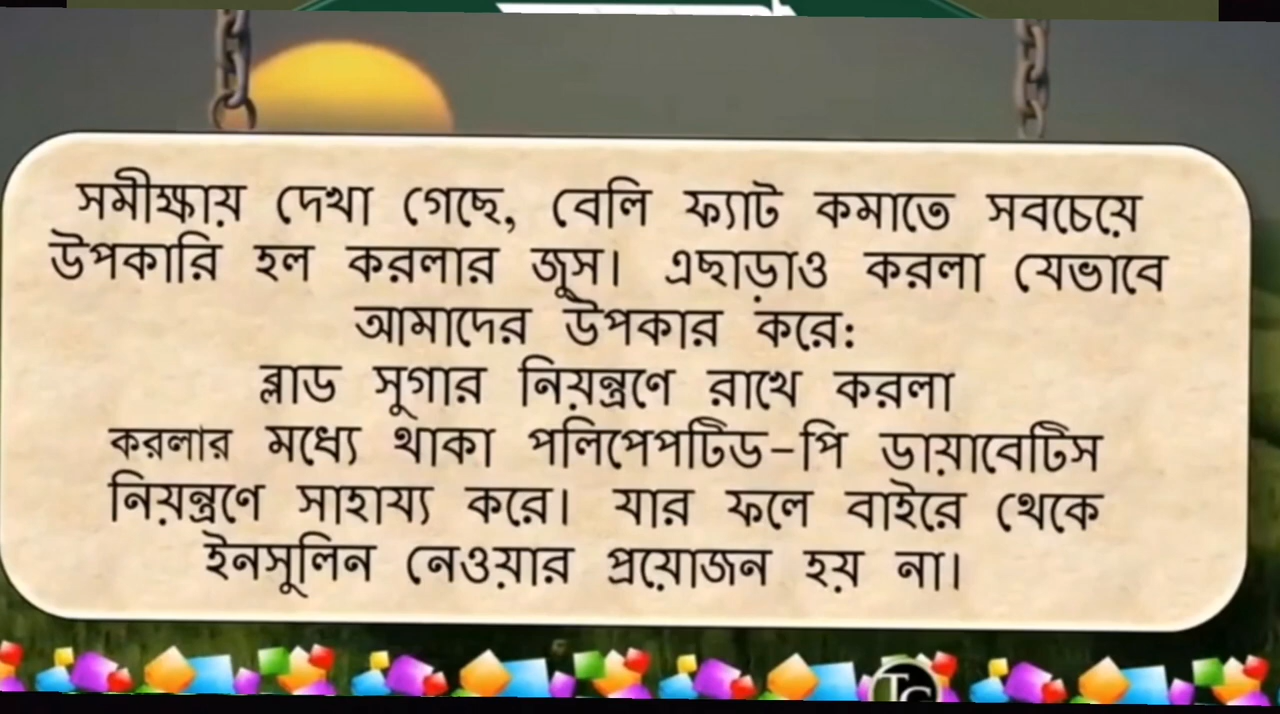 সমীক্ষায় দেখা গেছে, বেলি ফ্যাট কমাতে সবচেয়ে
উপকারি হল করলার জুস। এছাড়াও করলা যেভাবে
আমাদের উপকার করে:
ব্লাড সুগার নিয়ন্ত্রণে রাখে করলা
করলার মধ্যে থাকা পলিপেপটিড-পি ডায়াবেটিস
নিয়ন্ত্রণে সাহায্য করে। যার ফলে বাইরে থেকে
ইনসুলিন নেওয়ার প্রয়োজন হয় না।